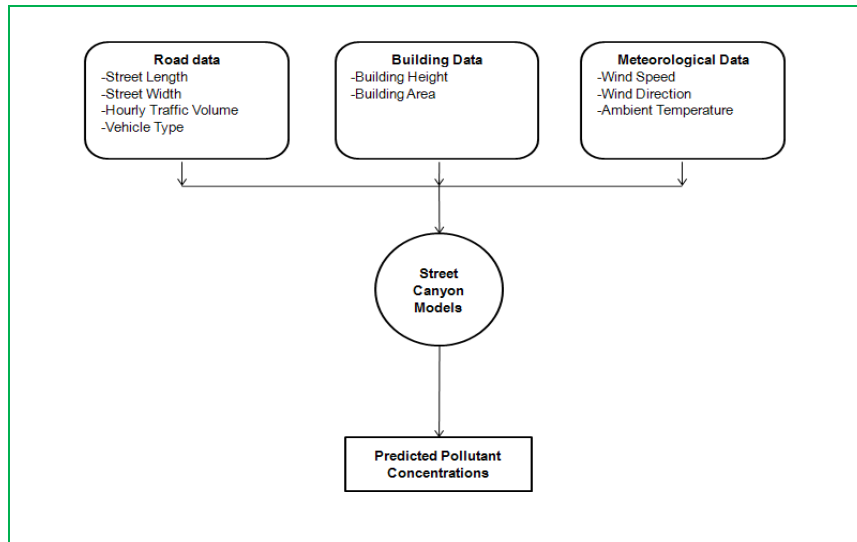 Road data
-Street Length
-Street Width
-Hourly Traffic Volume
-Vehicle Type
Building Data
-Building Height
-Building Area
Meteorological Data
-Wind Speed
-Wind Direction
-Ambient Temperature
Street
Canyon
Models
Predicted Pollutant
Concentrations